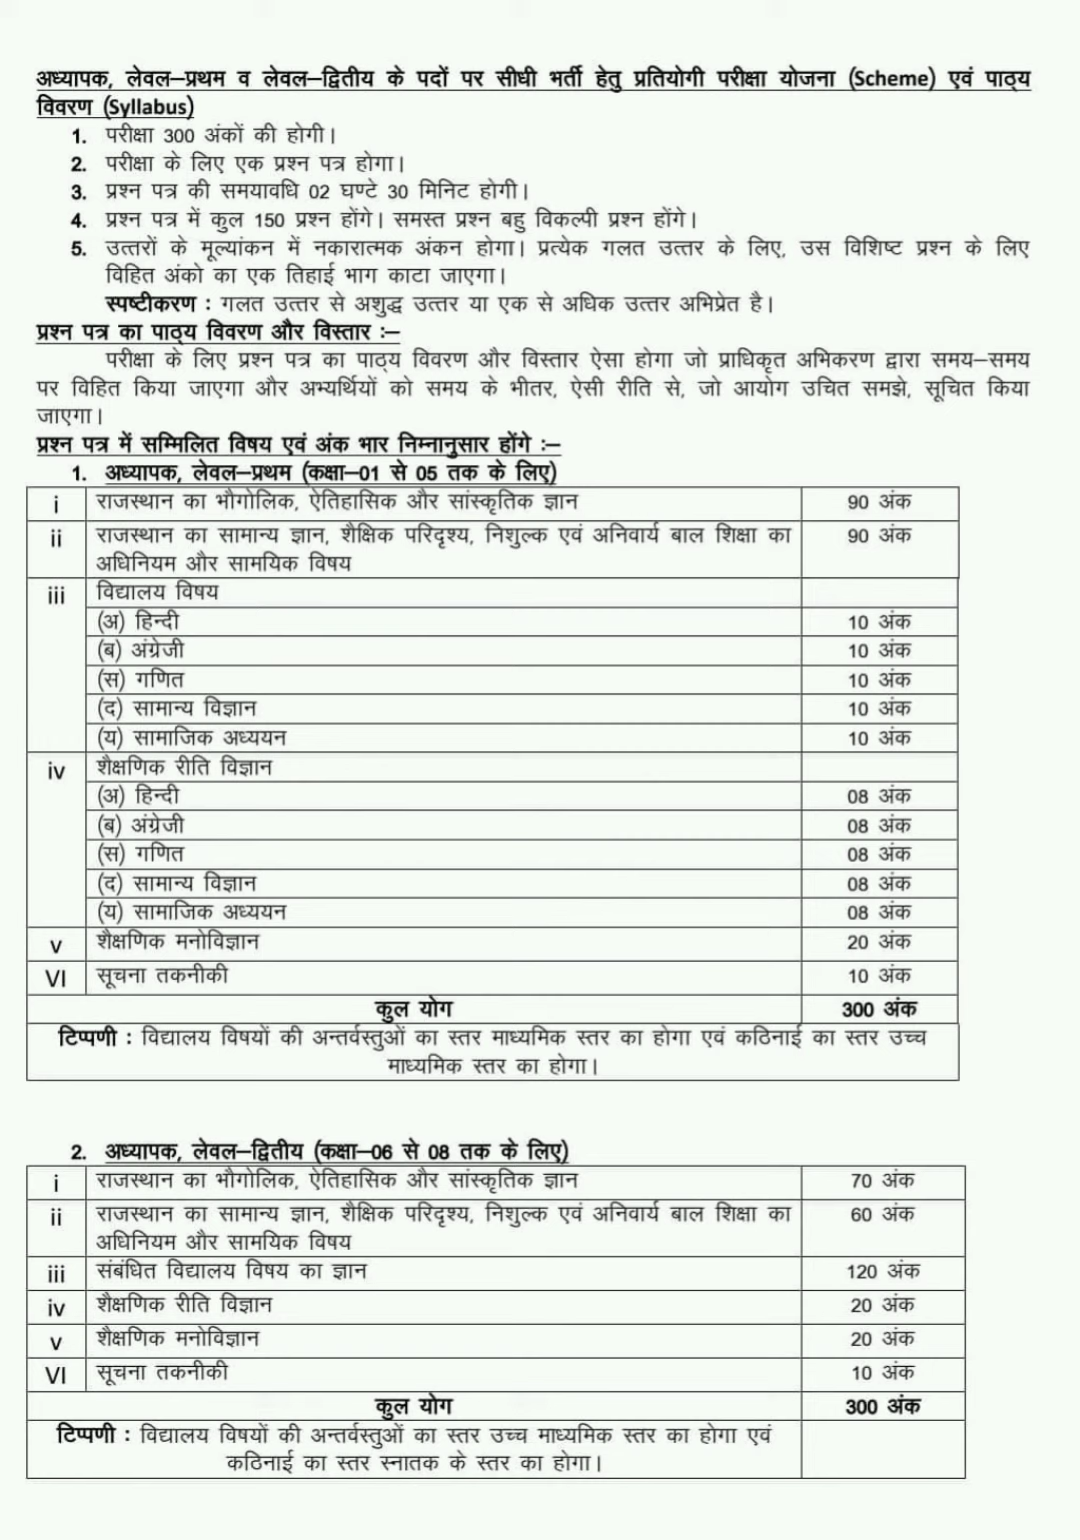 अध्यापक, लेवल–प्रथम व लेवल–द्वितीय के पदों पर सीधी भर्ती हेतु प्रतियोगी परीक्षा योजना (Scheme) एवं पाठ्य
विवरण (Syllabus)
1. परीक्षा 300 अंकों की होगी।
2. परीक्षा के लिए एक प्रश्न पत्र होगा।
3. प्रश्न पत्र की समयावधि 02 घण्टे 30 मिनिट होगी।
4. प्रश्न पत्र में कुल 150 प्रश्न होंगे। समस्त प्रश्न बहु विकल्पी प्रश्न होंगे।
5. उत्तरों के मूल्यांकन में नकारात्मक अंकन होगा। प्रत्येक गलत उत्तर के लिए, उस विशिष्ट प्रश्न के लिए
विहित अंको का एक तिहाई भाग काटा जाएगा।
स्पष्टीकरण : गलत उत्तर से अशुद्ध उत्तर या एक से अधिक उत्तर अभिप्रेत है।
प्रश्न पत्र का पाठ्य विवरण और विस्तार :–
परीक्षा के लिए प्रश्न पत्र का पाठ्य विवरण और विस्तार ऐसा होगा जो प्राधिकृत अभिकरण द्वारा समय–समय
पर विहित किया जाएगा और अभ्यर्थियों को समय के भीतर, ऐसी रीति से, जो आयोग उचित समझे, सूचित किया
जाएगा।
प्रश्न पत्र में सम्मिलित विषय एवं अंक भार निम्नानुसार होंगे :–
1. अध्यापक, लेवल–प्रथम (कक्षा–01 से 05 तक के लिए)
i राजस्थान का भौगोलिक, ऐतिहासिक और सांस्कृतिक ज्ञान 90 अंक
ii राजस्थान का सामान्य ज्ञान, शैक्षिक परिदृश्य, निशुल्क एवं अनिवार्य बाल शिक्षा का 90 अंक
अधिनियम और सामयिक विषय
iii विद्यालय विषय
(अ) हिन्दी 10 अंक
(ब) अंग्रेजी 10 अंक
(स) गणित 10 अंक
(द) सामान्य विज्ञान 10 अंक
(य) सामाजिक अध्ययन 10 अंक
iv शैक्षणिक रीति विज्ञान
(अ) हिन्दी 08 अंक
(ब) अंग्रेजी 08 अंक
(स) गणित 08 अंक
(द) सामान्य विज्ञान 08 अंक
(य) सामाजिक अध्ययन 08 अंक
v शैक्षणिक मनोविज्ञान 20 अंक
VI सूचना तकनीकी 10 अंक
कुल योग 300 अंक
टिप्पणी : विद्यालय विषयों की अन्तर्वस्तुओं का स्तर माध्यमिक स्तर का होगा एवं कठिनाई का स्तर उच्च
माध्यमिक स्तर का होगा।
2. अध्यापक, लेवल–द्वितीय (कक्षा–06 से 08 तक के लिए)
i राजस्थान का भौगोलिक, ऐतिहासिक और सांस्कृतिक ज्ञान 70 अंक
ii राजस्थान का सामान्य ज्ञान, शैक्षिक परिदृश्य, निशुल्क एवं अनिवार्य बाल शिक्षा का 60 अंक
अधिनियम और सामयिक विषय
iii संबंधित विद्यालय विषय का ज्ञान 120 अंक
iv शैक्षणिक रीति विज्ञान 20 अंक
v शैक्षणिक मनोविज्ञान 20 अंक
VI सूचना तकनीकी 10 अंक
कुल योग 300 अंक
टिप्पणी : विद्यालय विषयों की अन्तर्वस्तुओं का स्तर उच्च माध्यमिक स्तर का होगा एवं
कठिनाई का स्तर स्नातक के स्तर का होगा।